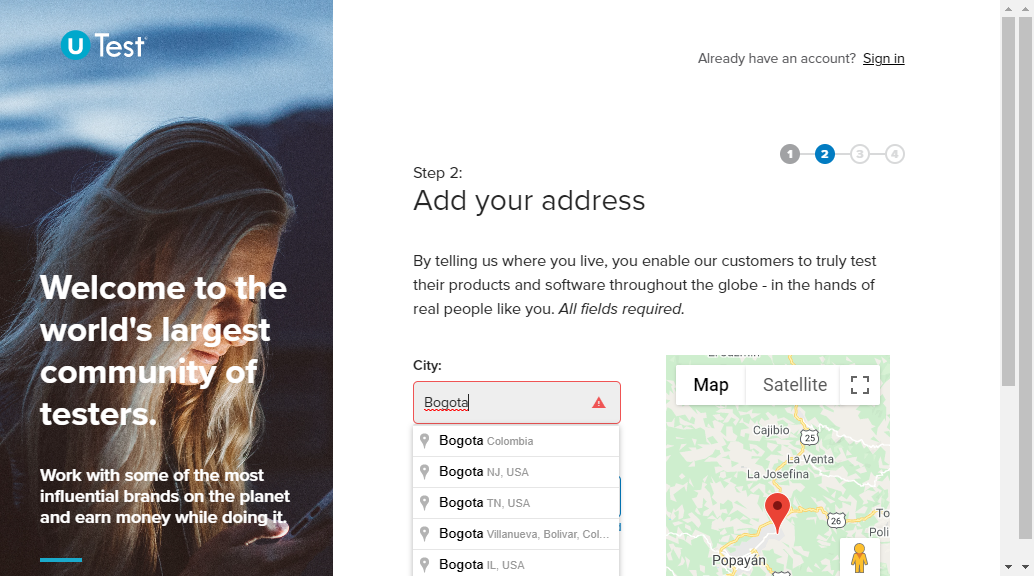 U Test
Already have an account? Sign in
1 2 3 4
Step 2:
Add your address
By telling us where you live, you enable our customers to truly test
their products and software throughout the globe - in the hands of
real people like you. All fields required.
Welcome to the
world's largest
community of
testers.
Work with some of the most
influential brands on the planet
and earn money while doing it.
City:
Bogota
Bogota Colombia
Bogota NJ, USA
Bogota TN, USA
Bogota Villanueva, Bolivar, Col...
Bogota IL, USA
Map Satellite
Cajibio
25
La Venta
La Josefina
26
To
Poli
Popayán